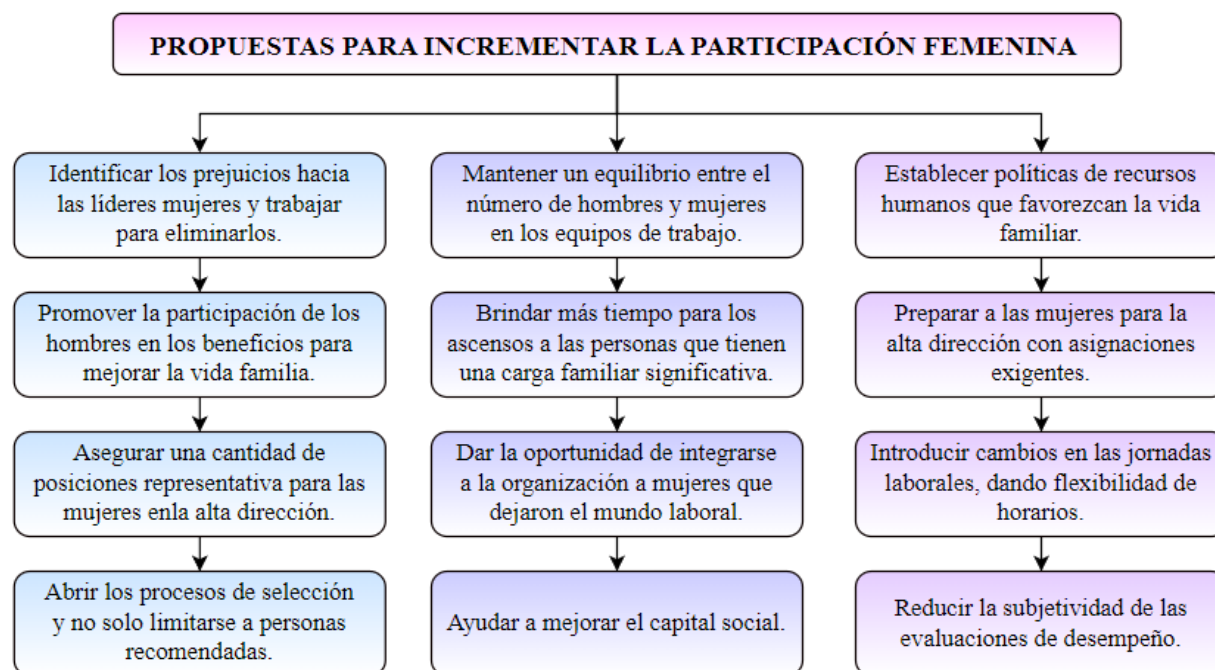 PROPUESTAS PARA INCREMENTAR LA PARTICIPACIÓN FEMENINA
Identificar los prejuicios hacia
las líderes mujeres y trabajar
para eliminarlos.
Promover la participación de los
hombres en los beneficios para
mejorar la vida familia.
Asegurar una cantidad de
posiciones representativa para las
mujeres enla alta dirección.
Abrir los procesos de selección
y no solo limitarse a personas
recomendadas.
Mantener un equilibrio entre el
número de hombres y mujeres
en los equipos de trabajo.
Brindar más tiempo para los
ascensos a las personas que tienen
una carga familiar significativa.
Dar la oportunidad de integrarse
a la organización a mujeres que
dejaron el mundo laboral.
Ayudar a mejorar el capital social.
Establecer políticas de recursos
humanos que favorezcan la vida
familiar.
Preparar a las mujeres para la
alta dirección con asignaciones
exigentes.
Introducir cambios en las jornadas
laborales, dando flexibilidad de
horarios.
Reducir la subjetividad de las
evaluaciones de desempeño.